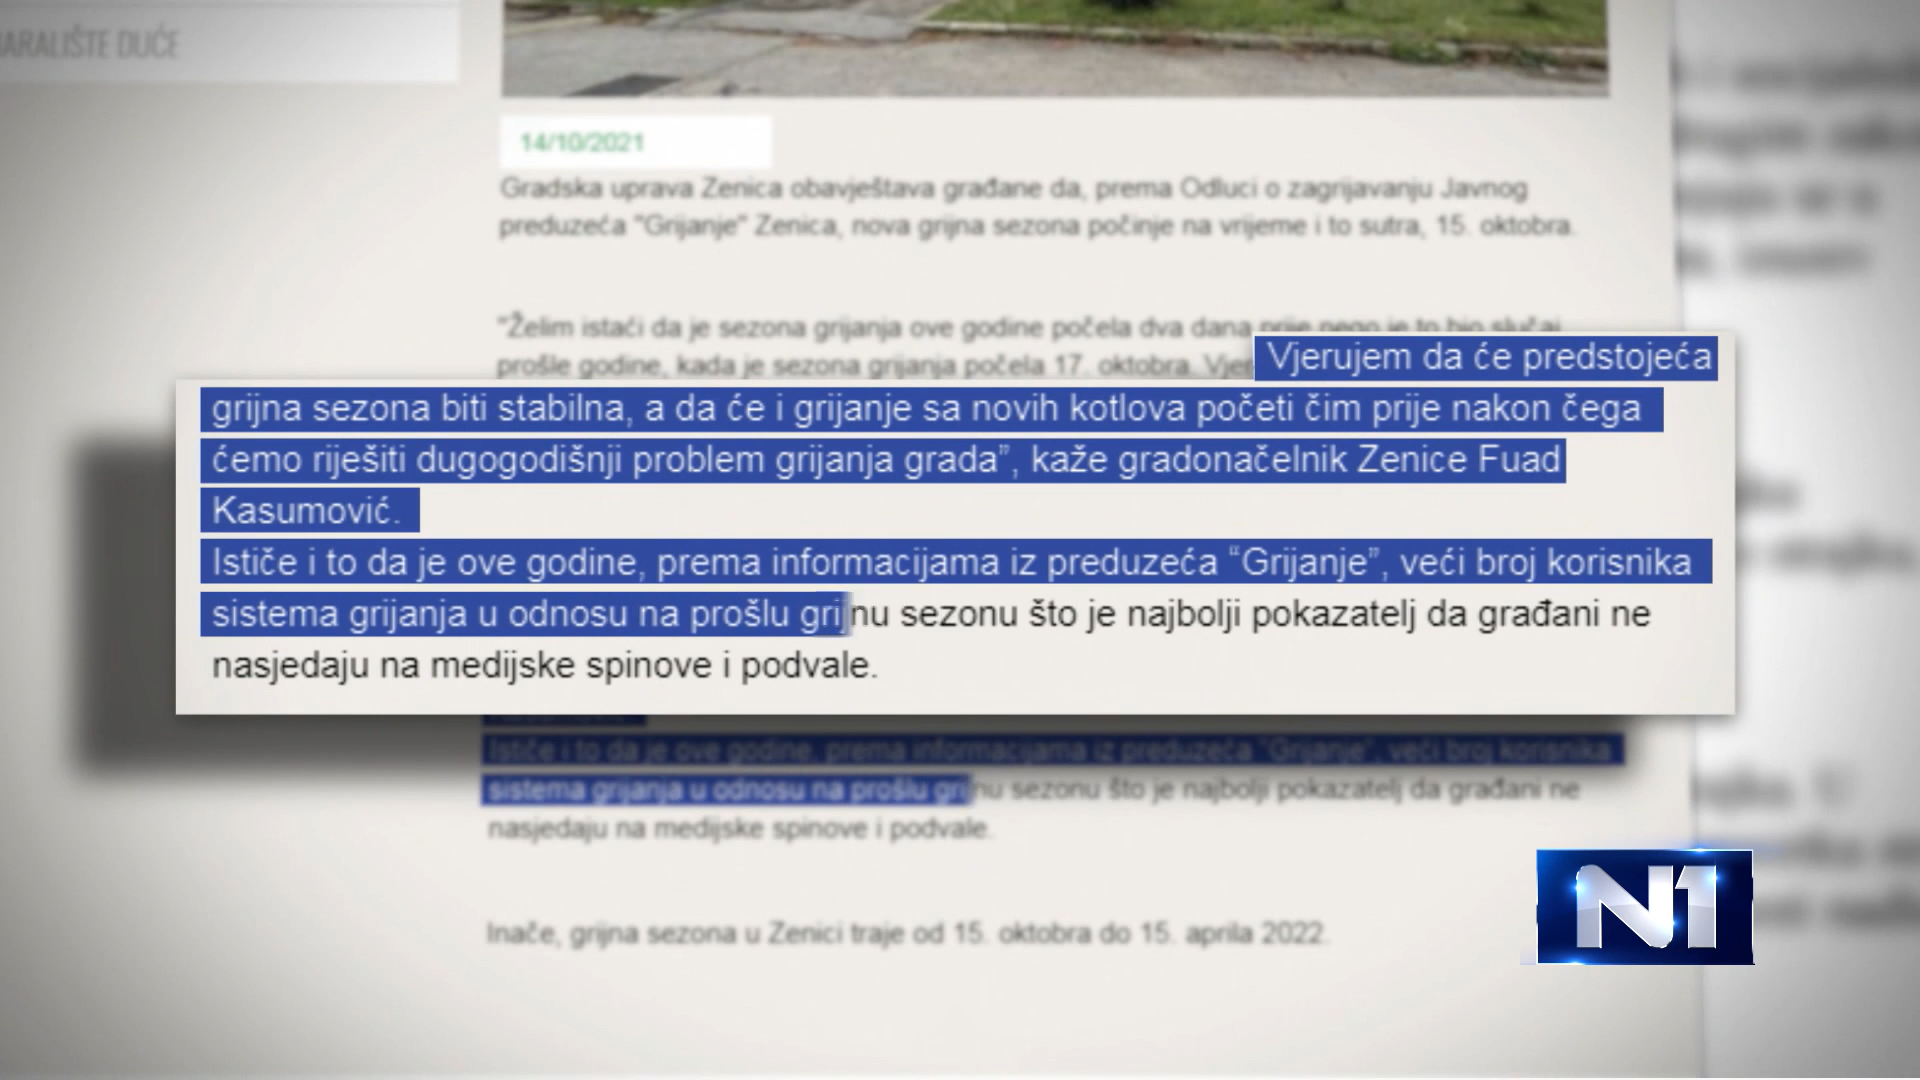 ARALIŠTE DUĆE
14/10/2021
Gradska uprava Zenica obavještava građane da, prema Odluci o zagrijavanju Javnog
preduzeća "Grijanje" Zenica, nova grijna sezona počinje na vrijeme i to sutra, 15. oktobra.
"Želim istaći da je sezona grijanja ove godine počela dva dana prije nego je to bio slučaj
prošle godine, kada je sezona grijanja počela 17. oktobra.
Vjerujem da će predstojeća
grijna sezona biti stabilna, a da će i grijanje sa novih kotlova početi čim prije nakon čega
ćemo riješiti dugogodišnji problem grijanja grada”, kaže gradonačelnik Zenice Fuad
Kasumović.
Ističe i to da je ove godine, prema informacijama iz preduzeća “Grijanje”, veći broj korisnika
sistema grijanja u odnosu na prošlu grijnu sezonu što je najbolji pokazatelj da građani ne
nasjedaju na medijske spinove i podvale.
Ističe i to da je ove godine, prema informacijama iz preduzeća “Grijanje”, veći broj korisnika
sistema grijanja u odnosu na prošlu grijnu sezonu što je najbolji pokazatelj da građani ne
nasjedaju na medijske spinove i podvale.
Inače, grijna sezona u Zenici traje od 15. oktobra do 15. aprila 2022.
N1